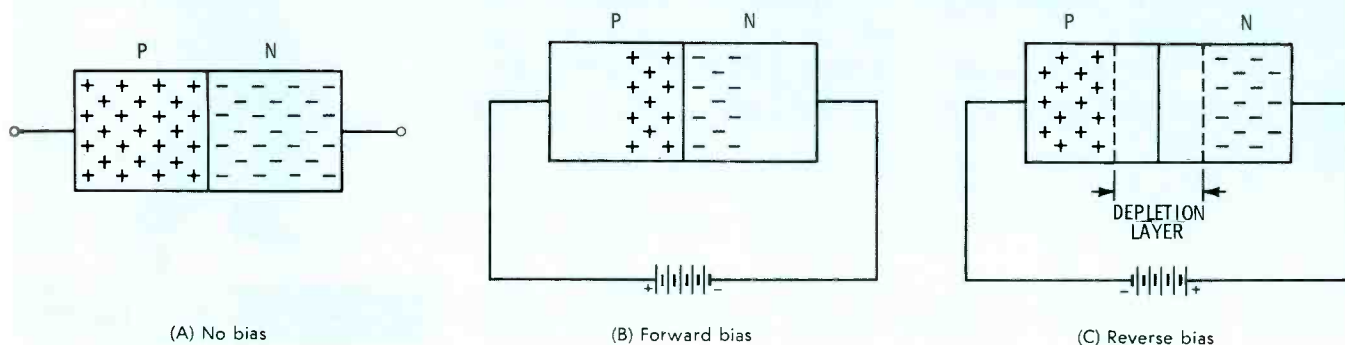 P N
P N
P N
DEPLETION
LAYER
+ -
- +
(A) No bias
(B) Forward bias
(C) Reverse bias